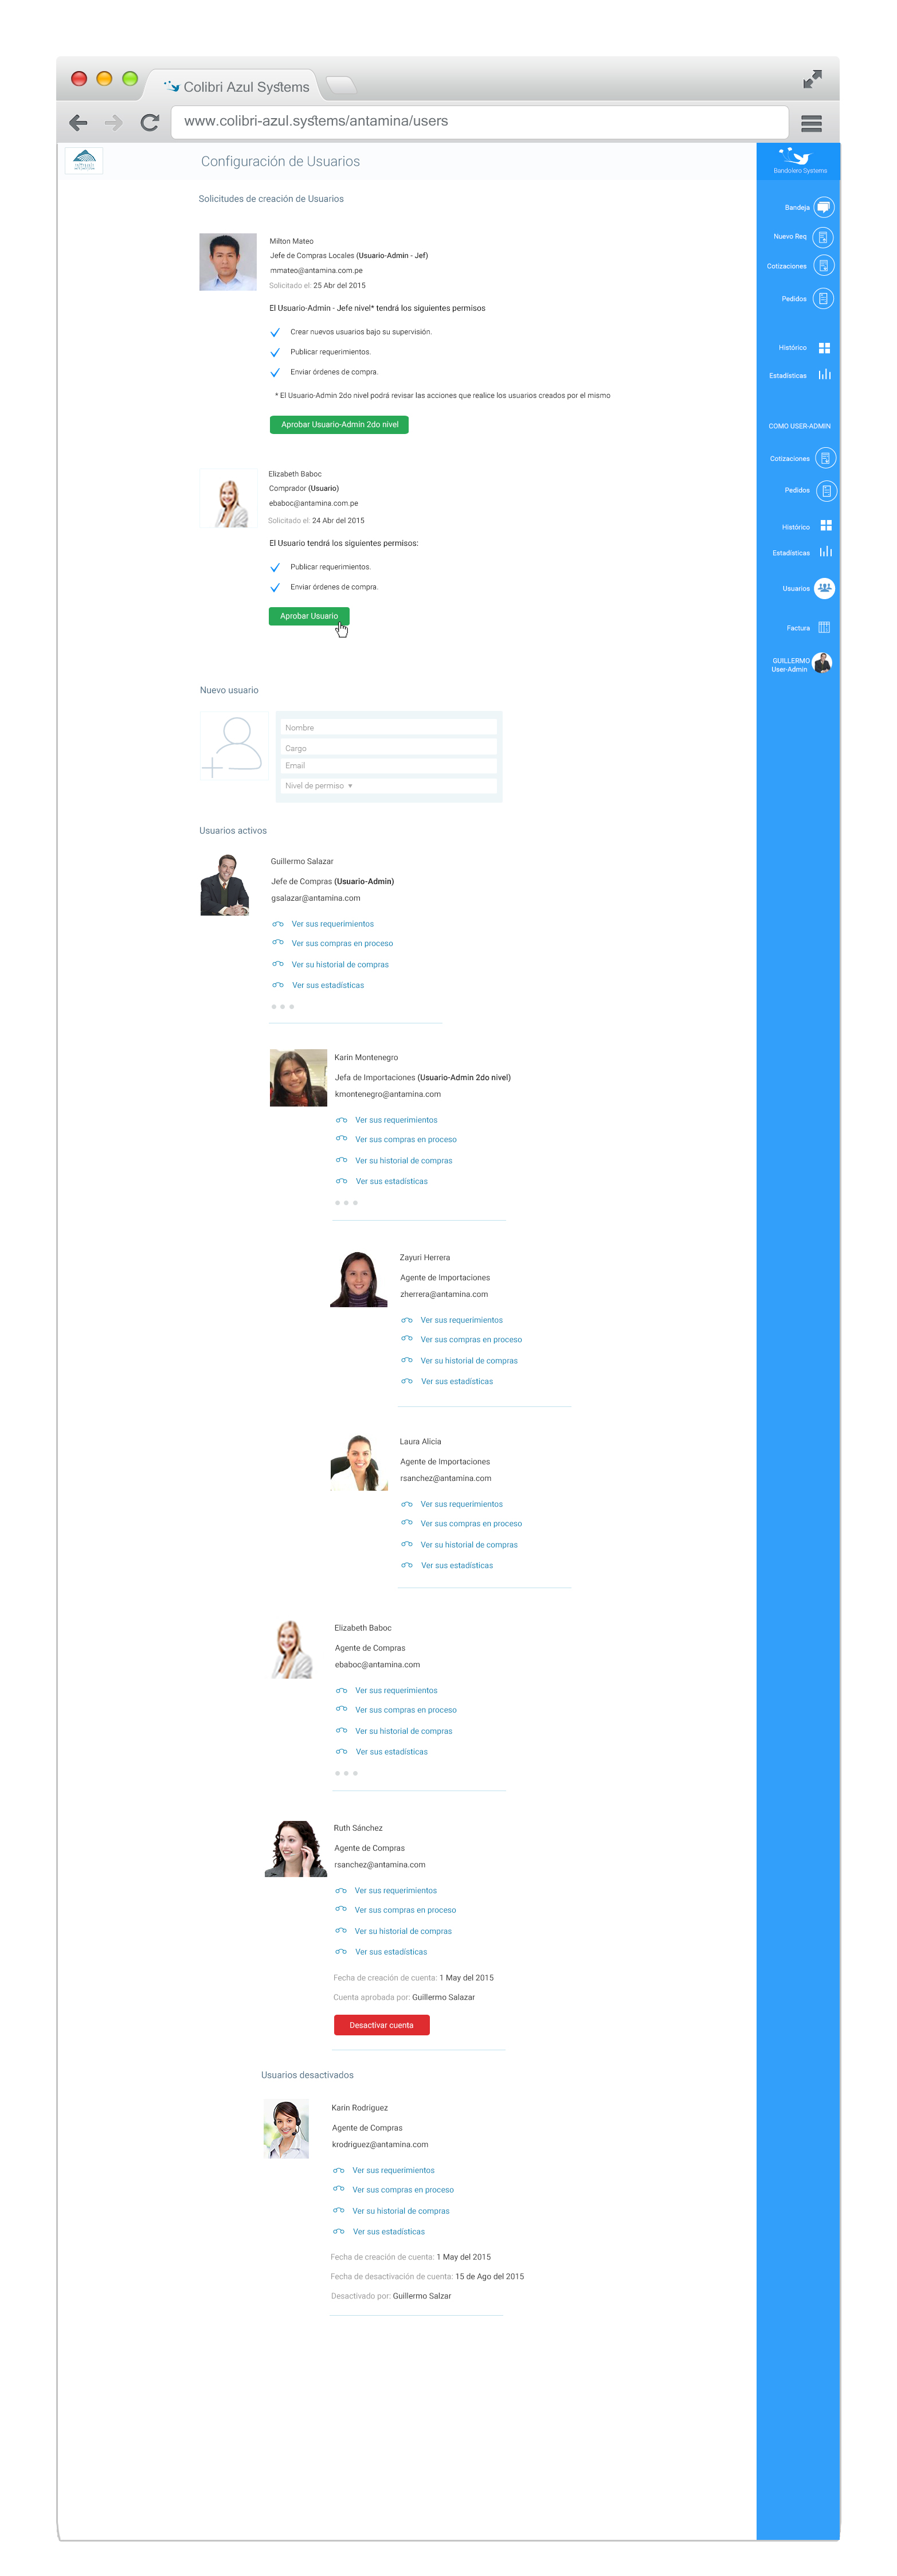 Colibri Azul Systems
www.colibri-azul.systems/antamina/users
Configuración de Usuarios
Bandolero Systems
Solicitudes de creación de Usuarios
Milton Mateo
Jefe de Compras Locales (Usuario-Admin - Jef)
mmateo@antamina.com.pe
Solicitado el: 25 Abr del 2015
El Usuario-Admin - Jefe nivel* tendrá los siguientes permisos
Crear nuevos usuarios bajo su supervisión.
Publicar requerimientos.
Enviar órdenes de compra.
* El Usuario-Admin 2do nivel podrá revisar las acciones que realice los usuarios creados por el mismo
Aprobar Usuario-Admin 2do nivel
Elizabeth Baboc
Comprador (Usuario)
ebaboc@antamina.com.pe
Solicitado el: 24 Abr del 2015
El Usuario tendrá los siguientes permisos:
Publicar requerimientos.
Enviar órdenes de compra.
Aprobar Usuario
Nuevo usuario
Nombre
Cargo
Email
Nivel de permiso
Usuarios activos
Guillermo Salazar
Jefe de Compras (Usuario-Admin)
gsalazar@antamina.com
Ver sus requerimientos
Ver sus compras en proceso
Ver su historial de compras
Ver sus estadísticas
Karin Montenegro
Jefa de Importaciones (Usuario-Admin 2do nivel)
kmontenegro@antamina.com
Ver sus requerimientos
Ver sus compras en proceso
Ver su historial de compras
Ver sus estadísticas
Zayuri Herrera
Agente de Importaciones
zherrera@antamina.com
Ver sus requerimientos
Ver sus compras en proceso
Ver su historial de compras
Ver sus estadísticas
Laura Alicia
Agente de Importaciones
rsanchez@antamina.com
Ver sus requerimientos
Ver sus compras en proceso
Ver su historial de compras
Ver sus estadísticas
Elizabeth Baboc
Agente de Compras
ebaboc@antamina.com
Ver sus requerimientos
Ver sus compras en proceso
Ver su historial de compras
Ver sus estadísticas
Ruth Sánchez
Agente de Compras
rsanchez@antamina.com
Ver sus requerimientos
Ver sus compras en proceso
Ver su historial de compras
Ver sus estadísticas
Fecha de creación de cuenta: 1 May del 2015
Cuenta aprobada por: Guillermo Salazar
Desactivar cuenta
Usuarios desactivados
Karin Rodriguez
Agente de Compras
krodriguez@antamina.com
Ver sus requerimientos
Ver sus compras en proceso
Ver su historial de compras
Ver sus estadísticas
Fecha de creación de cuenta: 1 May del 2015
Fecha de desactivación de cuenta: 15 de Ago del 2015
Desactivado por: Guillermo Salzar
Bandeja
Nuevo Req
Cotizaciones
Pedidos
Histórico
Estadísticas
COMO USER-ADMIN
Cotizaciones
Pedidos
Histórico
Estadísticas
Usuarios
Factura
GUILLERMO
User-Admin